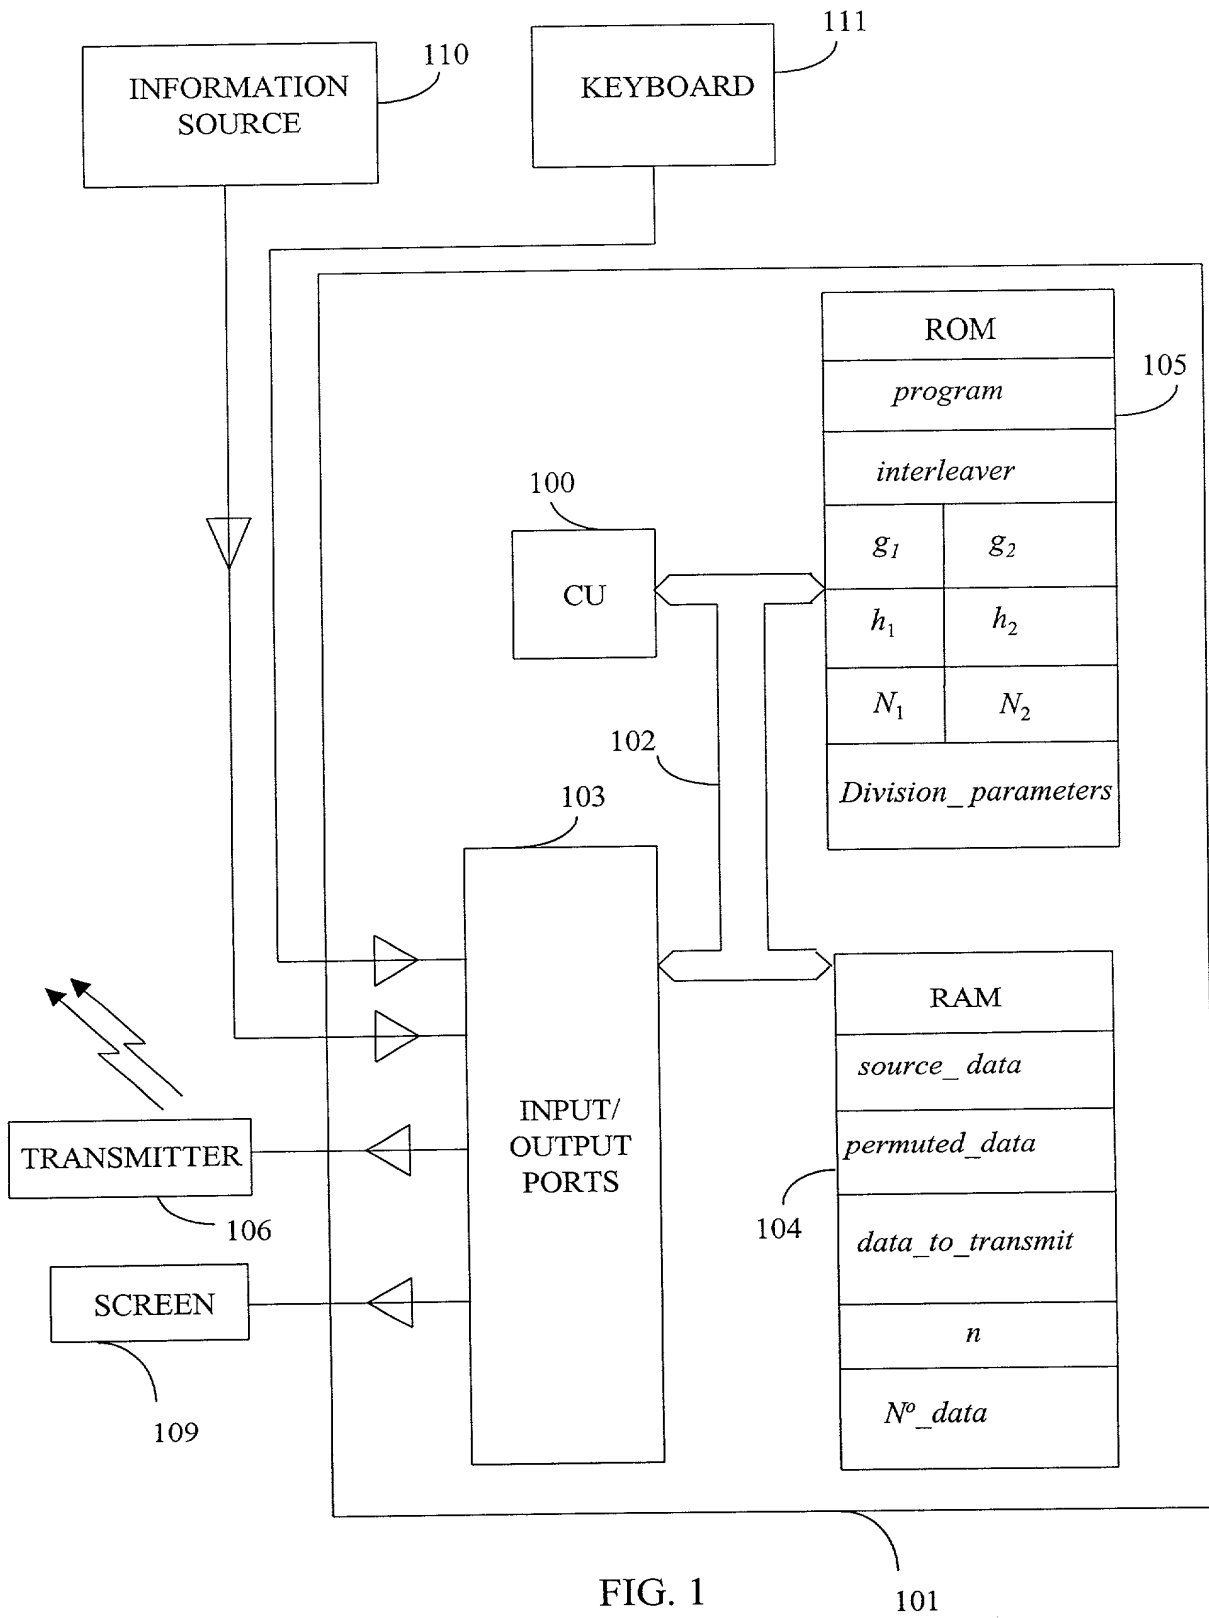 110
INFORMATION
SOURCE
111
KEYBOARD
ROM
105
program
interleaver
g₁ g₂
h₁ h₂
N₁ N₂
Division_parameters
100
CU
102
103
INPUT/
OUTPUT
PORTS
RAM
source_data
permuted_data
104
data_to_transmit
n
Nº_data
TRANSMITTER
106
SCREEN
109
101
FIG. 1